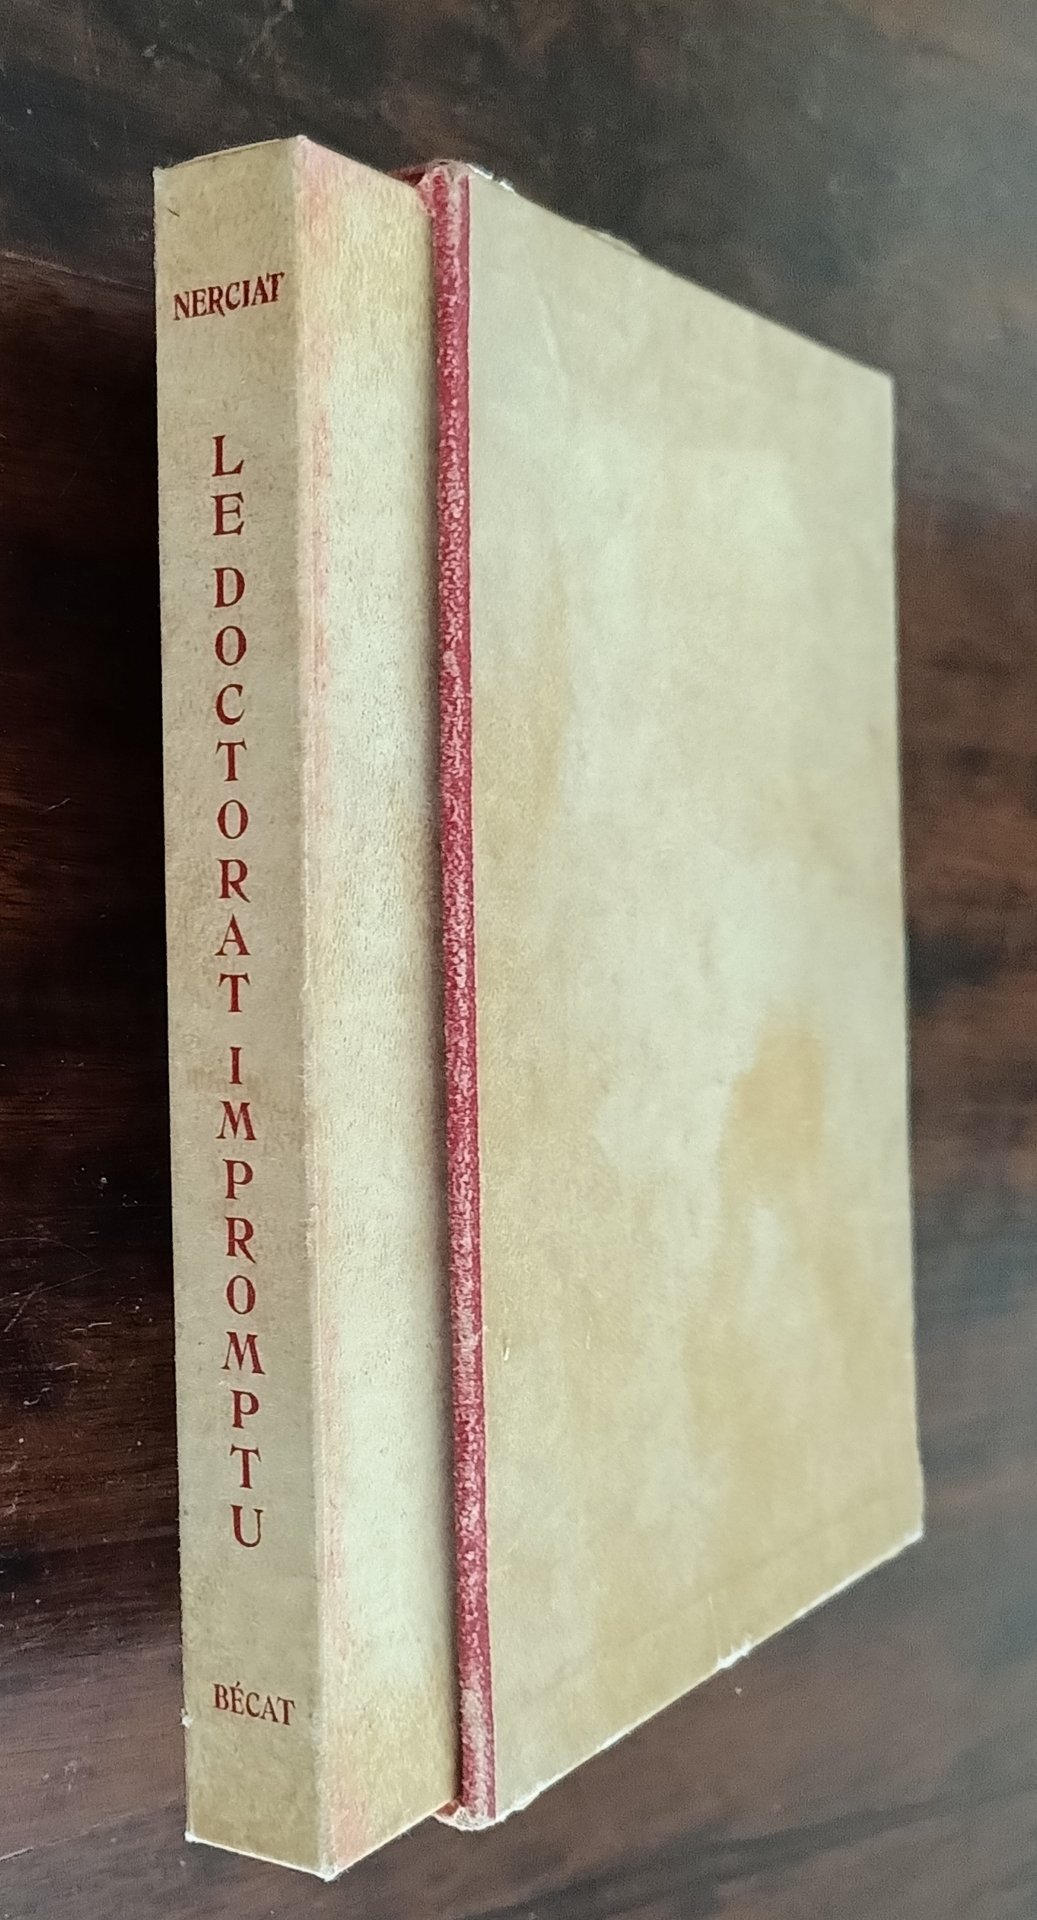 NERCIAT
LE DOCTORAT IMPROMPTU
BÉCAT